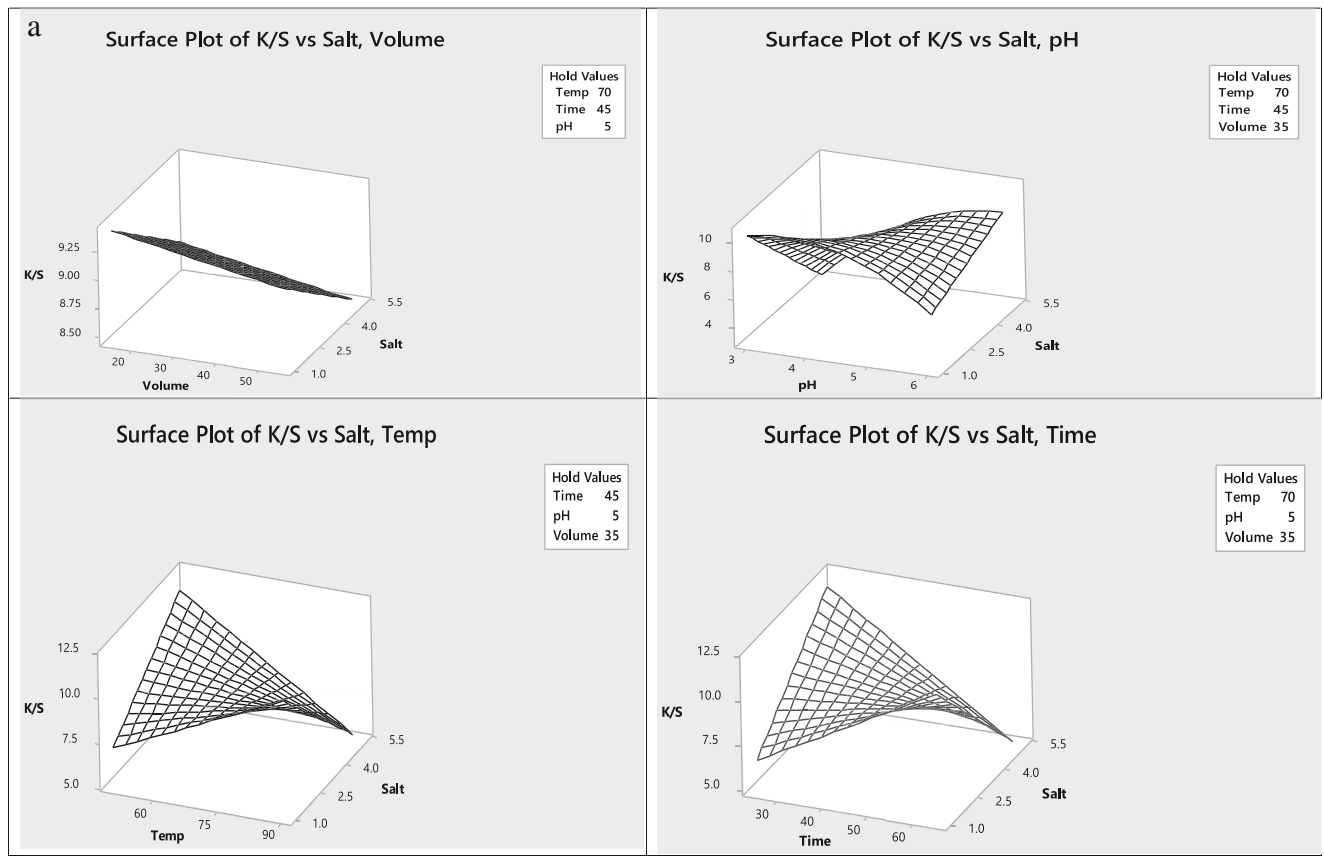 a
Surface Plot of K/S vs Salt, Volume
Hold Values
Temp 70
Time 45
pH 5
9.25
9.00
8.75
8.50
K/S
20 30 40 50
Volume
1.0
2.5
4.0
5.5
Salt
Surface Plot of K/S vs Salt, pH
Hold Values
Temp 70
Time 45
Volume 35
10
8
6
4
K/S
3 4 5 6
pH
1.0
2.5
4.0
5.5
Salt
Surface Plot of K/S vs Salt, Temp
Hold Values
Time 45
pH 5
Volume 35
12.5
10.0
7.5
5.0
K/S
60 75 90
Temp
1.0
2.5
4.0
5.5
Salt
Surface Plot of K/S vs Salt, Time
Hold Values
Temp 70
pH 5
Volume 35
12.5
10.0
7.5
5.0
K/S
30 40 50 60
Time
1.0
2.5
4.0
5.5
Salt